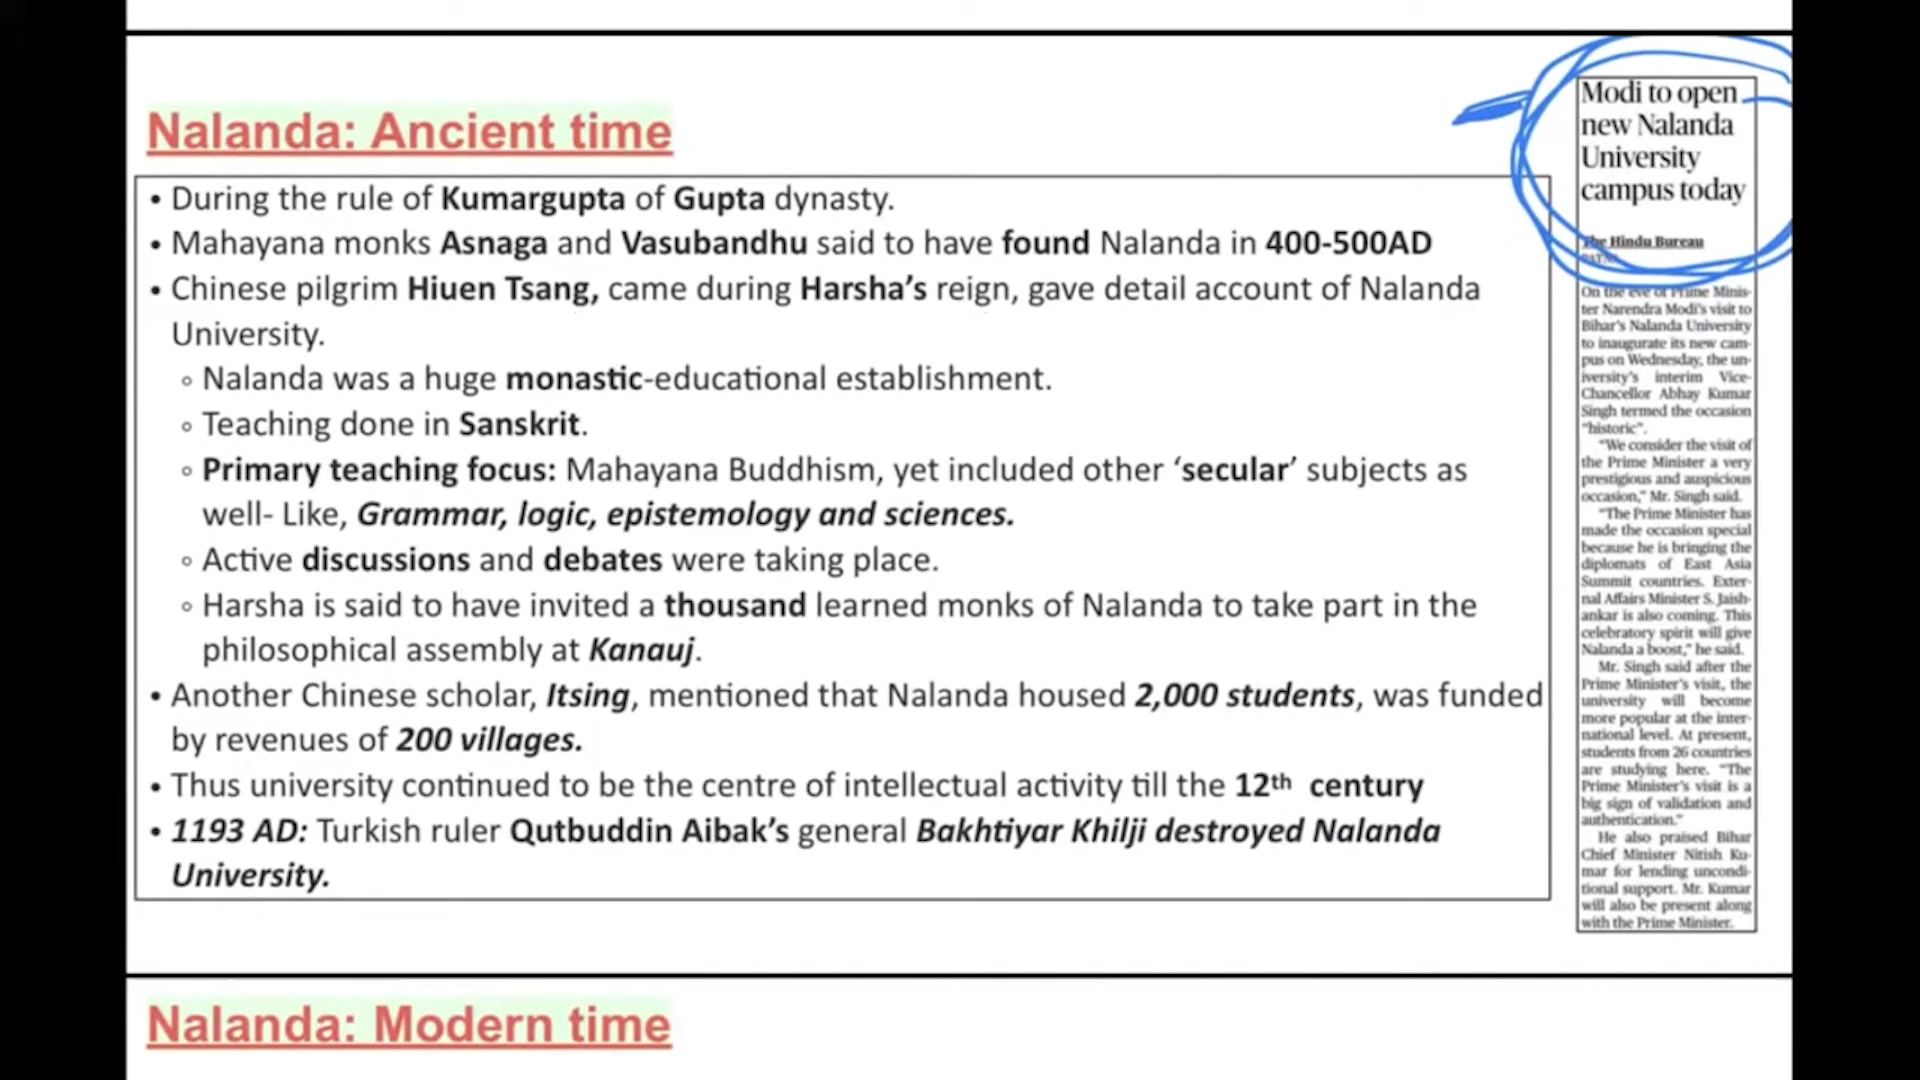 Nalanda: Ancient time
• During the rule of Kumargupta of Gupta dynasty.
• Mahayana monks Asnaga and Vasubandhu said to have found Nalanda in 400-500AD
• Chinese pilgrim Hiuen Tsang, came during Harsha's reign, gave detail account of Nalanda
University.
◦ Nalanda was a huge monastic-educational establishment.
◦ Teaching done in Sanskrit.
◦ Primary teaching focus: Mahayana Buddhism, yet included other ‘secular’ subjects as
well- Like, Grammar, logic, epistemology and sciences.
◦ Active discussions and debates were taking place.
◦ Harsha is said to have invited a thousand learned monks of Nalanda to take part in the
philosophical assembly at Kanauj.
• Another Chinese scholar, Itsing, mentioned that Nalanda housed 2,000 students, was funded
by revenues of 200 villages.
• Thus university continued to be the centre of intellectual activity till the 12th century
• 1193 AD: Turkish ruler Qutbuddin Aibak's general Bakhtiyar Khilji destroyed Nalanda
University.
Modi to open
new Nalanda
University
campus today
The Hindu Bureau
On the eve of Prime Minis-
ter Narendra Modi's visit to
Bihar's Nalanda University
to inaugurate its new cam-
pus on Wednesday, the un-
iversity's interim Vice-
Chancellor Abhay Kumar
Singh termed the occasion
“historic”.
“We consider the visit of
the Prime Minister a very
prestigious and auspicious
occasion,” Mr. Singh said.
“The Prime Minister has
made the occasion special
because he is bringing the
diplomats of East Asia
Summit countries. Exter-
nal Affairs Minister S. Jaish-
ankar is also coming. This
celebratory spirit will give
Nalanda a boost,” he said.
Mr. Singh said after the
Prime Minister's visit, the
university will become
more popular at the inter-
national level. At present,
students from 26 countries
are studying here. “The
Prime Minister's visit is a
big sign of validation and
authentication.”
He also praised Bihar
Chief Minister Nitish Ku-
mar for lending uncondi-
tional support. Mr. Kumar
will also be present along
with the Prime Minister.
Nalanda: Modern time